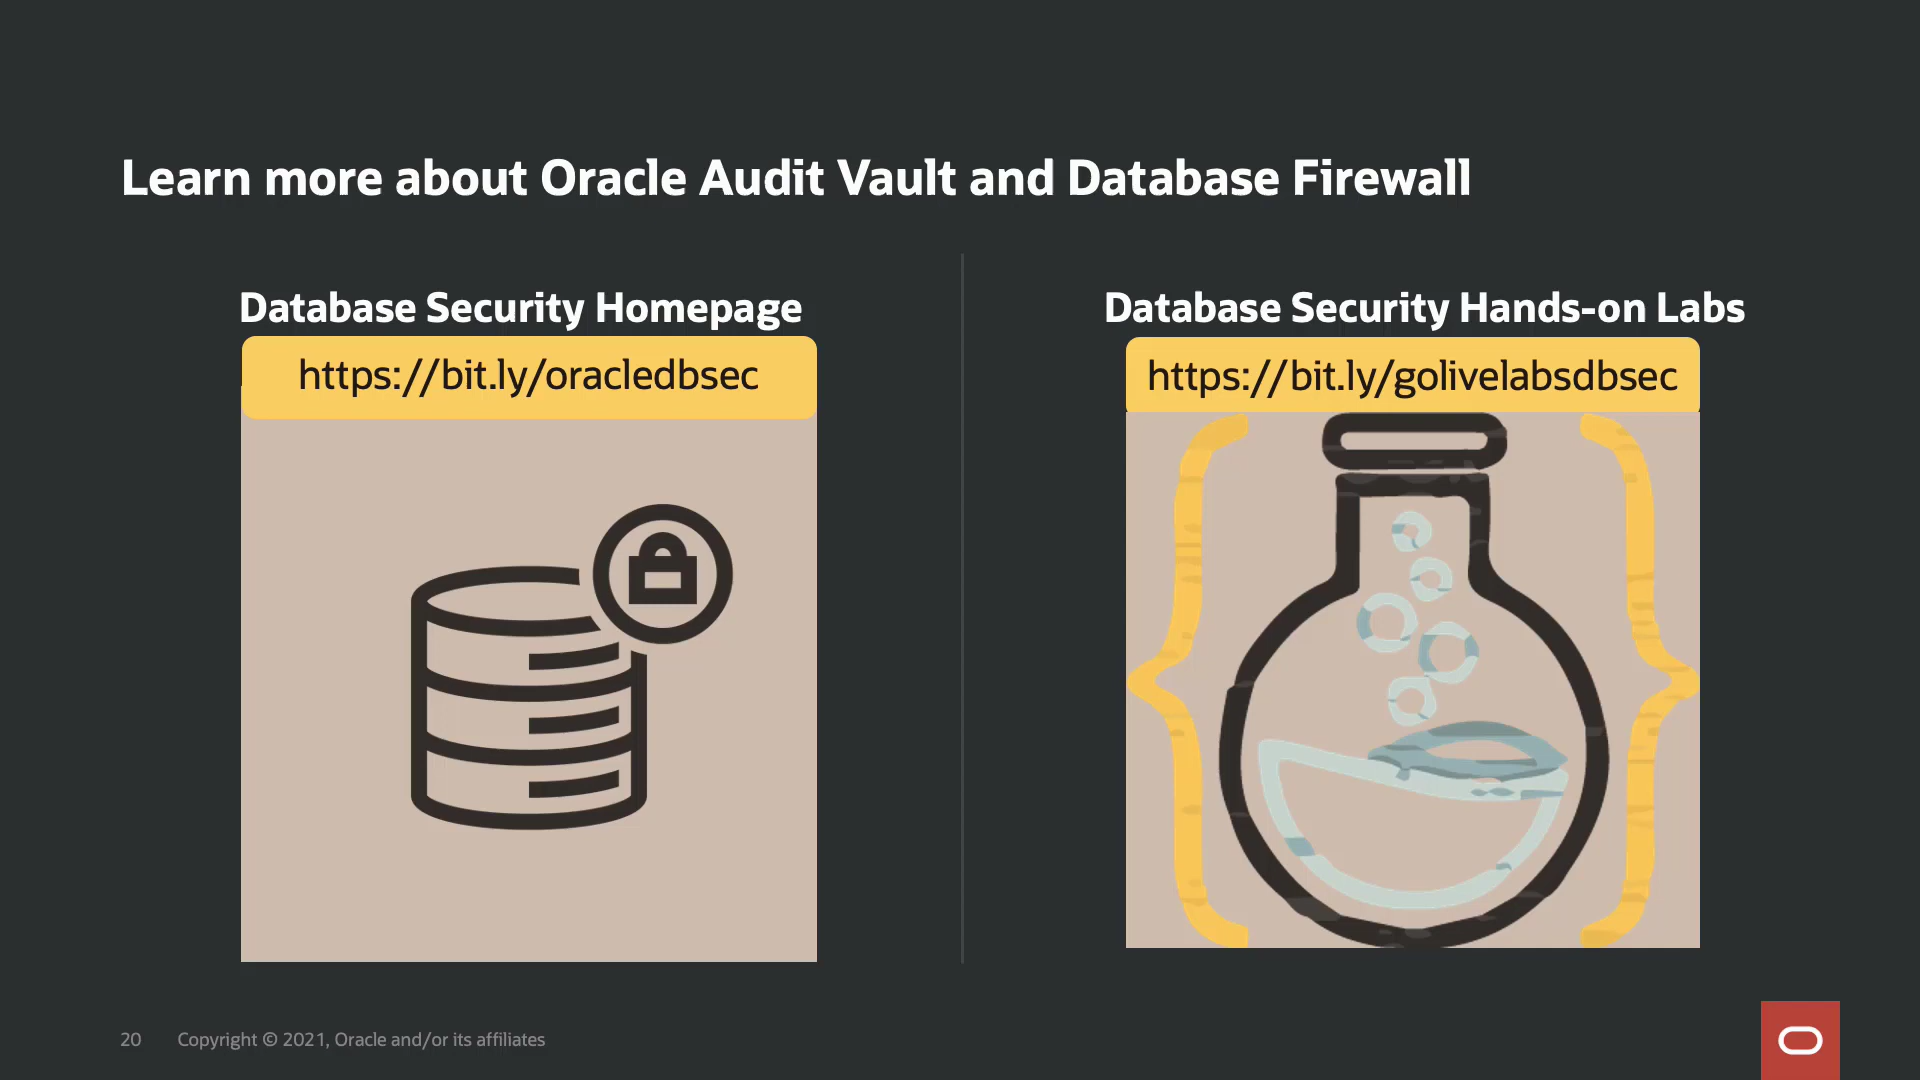 Learn more about Oracle Audit Vault and Database Firewall
Database Security Homepage
https://bit.ly/oracledbsec
Database Security Hands-on Labs
https://bit.ly/golivelabsdbsec
20 Copyright © 2021, Oracle and/or its affiliates